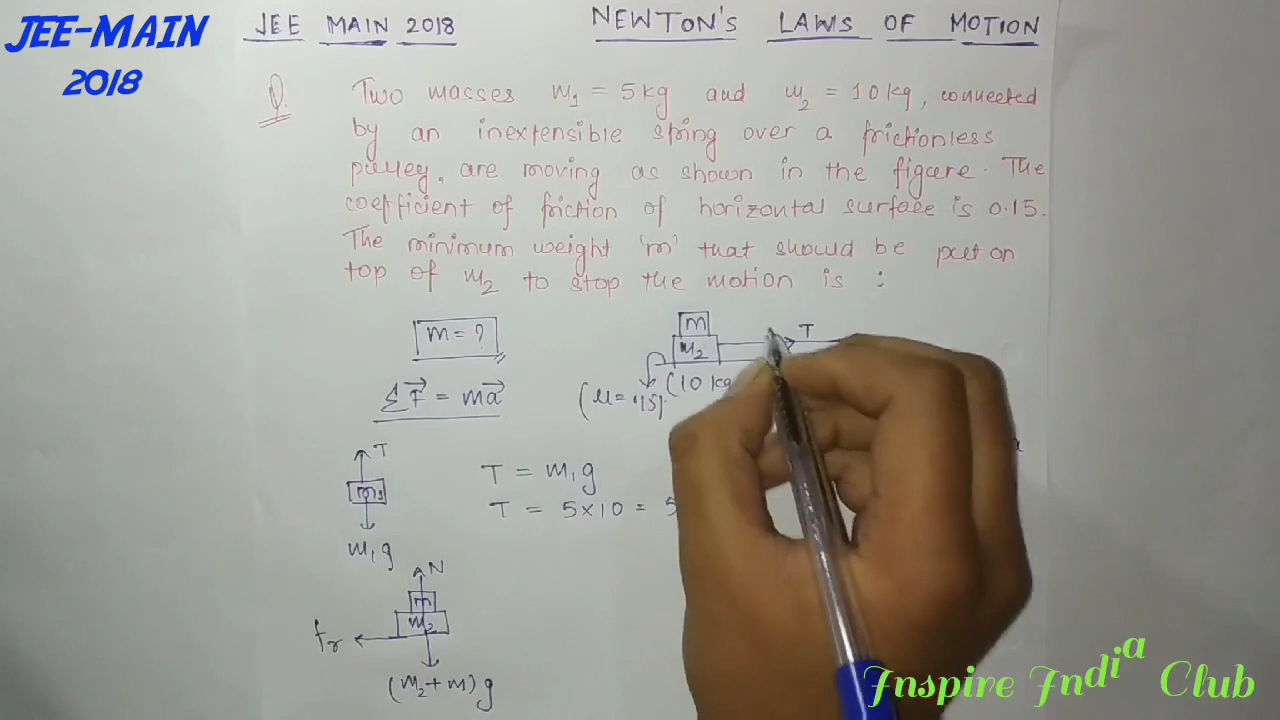 JEE-MAIN
2018
JEE MAIN 2018
NEWTON'S LAWS OF MOTION
Q. Two masses m1 = 5kg and m2 = 10kg, connected
by an inextensible string over a frictionless
pulley, are moving as shown in the figure. The
coefficient of friction of horizontal surface is 0.15.
The minimum weight 'm' that should be put on
top of m2 to stop the motion is :
m = ?
m
T
m2
(10 kg
ΣF = ma
(μ = .15)
T
m1
m1g
T = m1g
T = 5×10 = 5
N
m
m2
fr
(m2+m)g
Inspire India Club